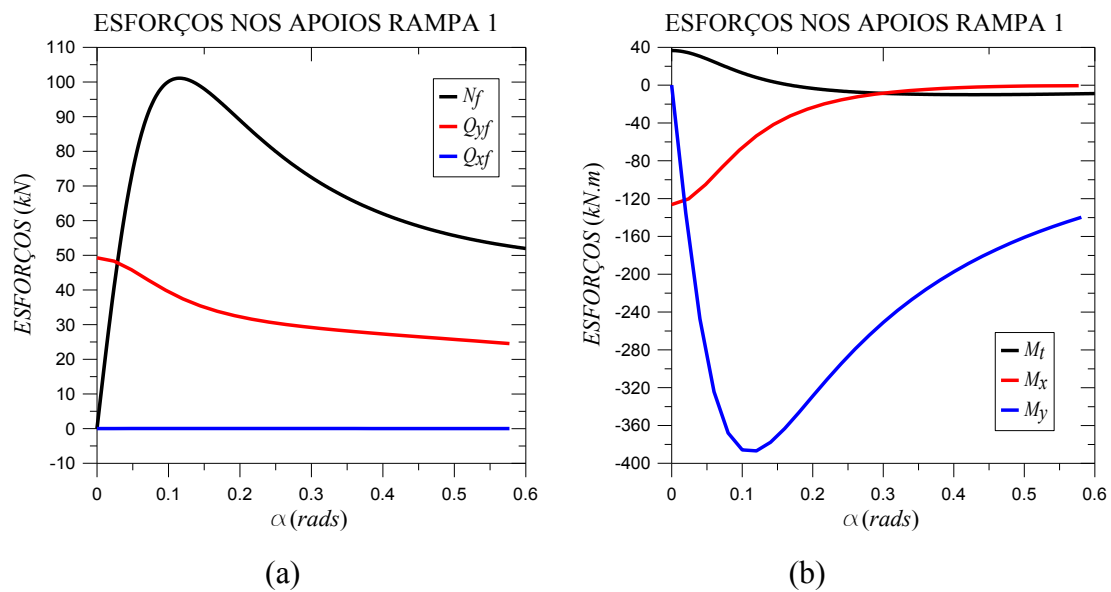 ESFORÇOS NOS APOIOS RAMPA 1
110
100
90
80
70
60
50
40
30
20
10
0
-10
ESFORÇOS (kN)
Nf
Qyf
Qxf
0 0.1 0.2 0.3 0.4 0.5 0.6
α (rads)
(a)
ESFORÇOS NOS APOIOS RAMPA 1
40
0
-40
-80
-120
-160
-200
-240
-280
-320
-360
-400
ESFORÇOS (kN.m)
Mt
Mx
My
0 0.1 0.2 0.3 0.4 0.5 0.6
α (rads)
(b)